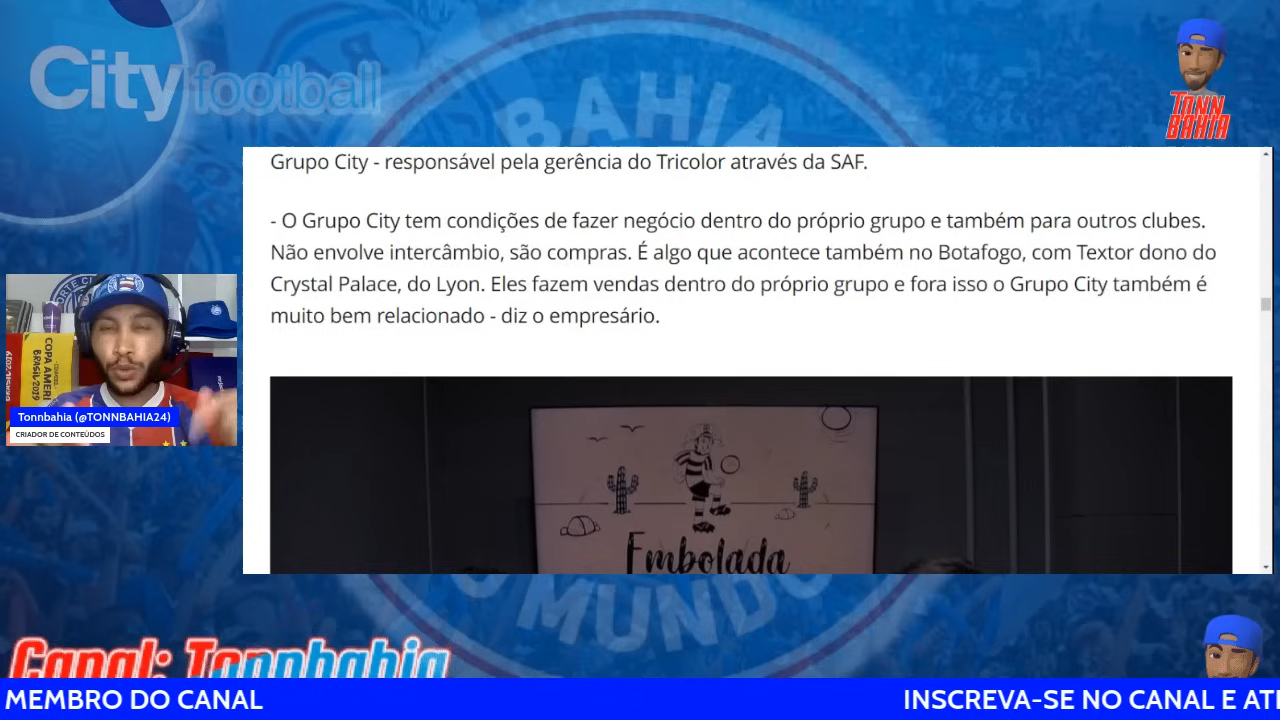 City football
BAHIA
TONN
BAHIA
Grupo City - responsável pela gerência do Tricolor através da SAF.
- O Grupo City tem condições de fazer negócio dentro do próprio grupo e também para outros clubes.
Não envolve intercâmbio, são compras. É algo que acontece também no Botafogo, com Textor dono do
Crystal Palace, do Lyon. Eles fazem vendas dentro do próprio grupo e fora isso o Grupo City também é
muito bem relacionado - diz o empresário.
COPA AMERI
BRASIL 2019
Tonnbahia (@TONNBAHIA24)
CRIADOR DE CONTEÚDOS
Embolada
MUNDO
Canal: Tonnbahia
MEMBRO DO CANAL
INSCREVA-SE NO CANAL E ATI